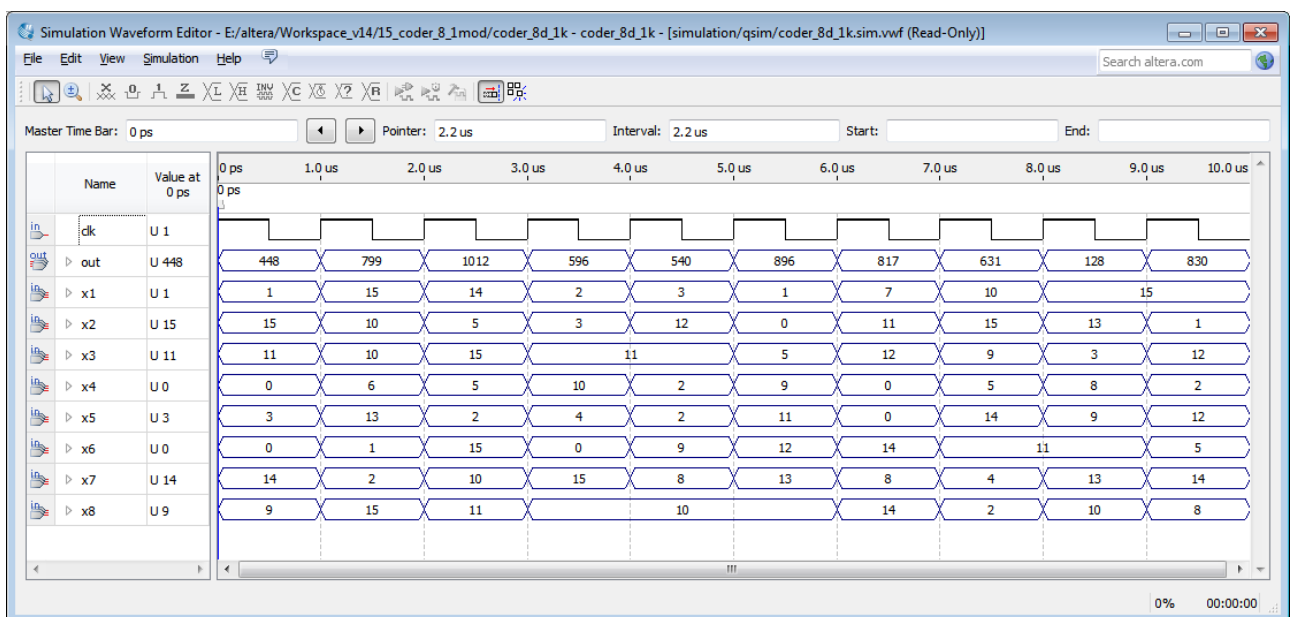 Simulation Waveform Editor - E:/altera/Workspace_v14/15_coder_8_1mod/coder_8d_1k - coder_8d_1k - [simulation/qsim/coder_8d_1k.sim.vwf (Read-Only)]
File Edit View Simulation Help Search altera.com
Master Time Bar: 0 ps Pointer: 2.2 us Interval: 2.2 us Start: End:
Name Value at 0 ps 0 ps 1.0 us 2.0 us 3.0 us 4.0 us 5.0 us 6.0 us 7.0 us 8.0 us 9.0 us 10.0 us
0 ps
clk U 1
out U 448 448 799 1012 596 540 896 817 631 128 830
x1 U 1 1 15 14 2 3 1 7 10 15
x2 U 15 15 10 5 3 12 0 11 15 13 1
x3 U 11 11 10 15 11 5 12 9 3 12
x4 U 0 0 6 5 10 2 9 0 5 8 2
x5 U 3 3 13 2 4 2 11 0 14 9 12
x6 U 0 0 1 15 0 9 12 14 11 5
x7 U 14 14 2 10 15 8 13 8 4 13 14
x8 U 9 9 15 11 10 14 2 10 8
0% 00:00:00